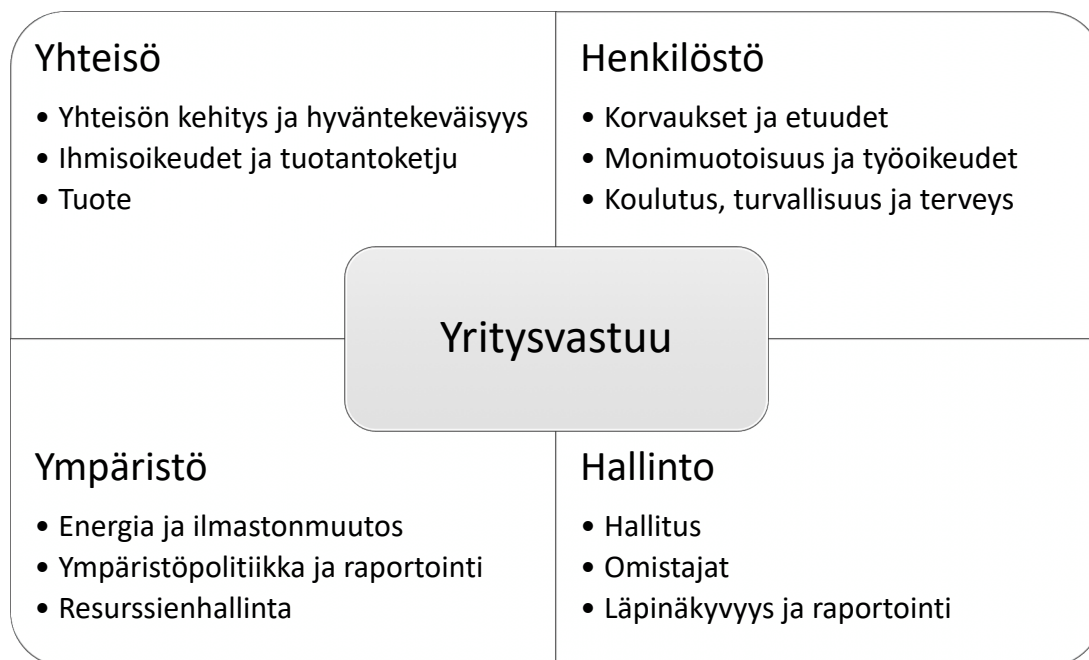 Yhteisö
• Yhteisön kehitys ja hyväntekeväisyys
• Ihmisoikeudet ja tuotantoketju
• Tuote
Henkilöstö
• Korvaukset ja etuudet
• Monimuotoisuus ja työoikeudet
• Koulutus, turvallisuus ja terveys
Yritysvastuu
Ympäristö
• Energia ja ilmastonmuutos
• Ympäristöpolitiikka ja raportointi
• Resurssienhallinta
Hallinto
• Hallitus
• Omistajat
• Läpinäkyvyys ja raportointi